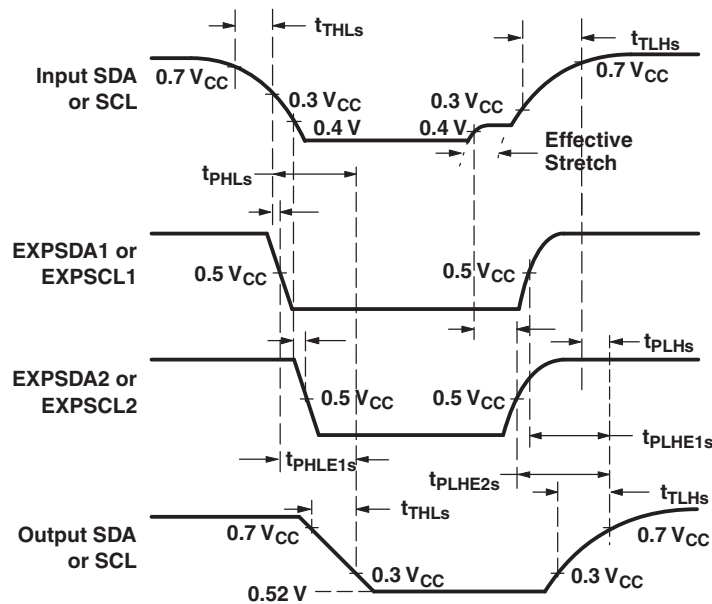 tTHLs
tTLHs
Input SDA
or SCL
0.7 VCC
0.3 VCC
0.4 V
0.3 VCC
0.4 V
0.7 VCC
Effective
Stretch
tPHLs
EXPSDA1 or
EXPSCL1
0.5 VCC
0.5 VCC
tPLHs
EXPSDA2 or
EXPSCL2
0.5 VCC
0.5 VCC
tPLHE1s
tPHLE1s
tPLHE2s
tTHLs
tTLHs
Output SDA
or SCL
0.7 VCC
0.7 VCC
0.3 VCC
0.3 VCC
0.52 V